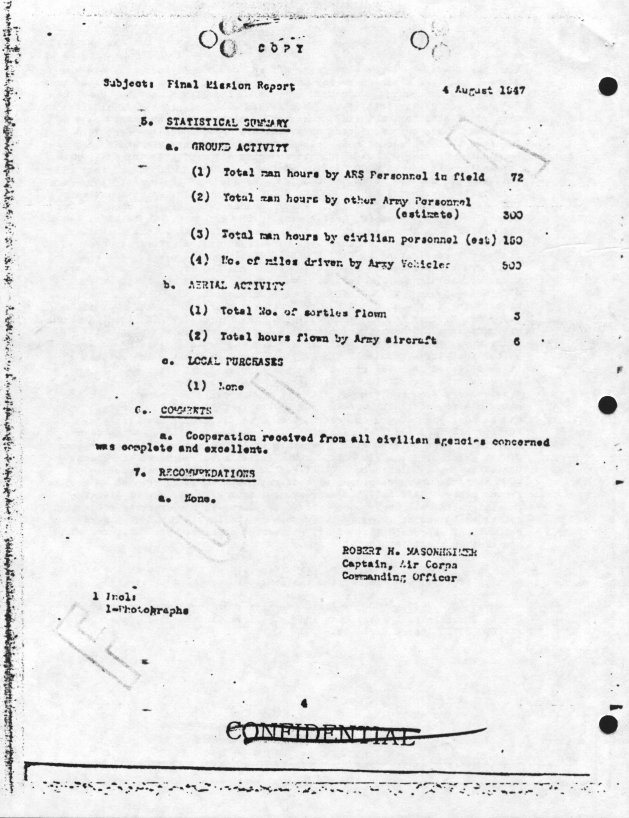 COPY
Subject: Final Mission Report 4 August 1947
5. STATISTICAL SUMMARY
a. GROUND ACTIVITY
(1) Total man hours by ARS Personnel in field 72
(2) Total man hours by other Army Personnel
(estimate) 300
(3) Total man hours by civilian personnel (est) 150
(4) No. of miles driven by Army Vehicles 500
b. AERIAL ACTIVITY
(1) Total No. of sorties flown 3
(2) Total hours flown by Army aircraft 6
c. LOCAL PURCHASES
(1) None
6. COMMENTS
a. Cooperation received from all civilian agencies concerned
was complete and excellent.
7. RECOMMENDATIONS
a. None.
ROBERT H.
Captain, Air Corps
Commanding Officer
1 Incl:
1-Photographs
4
CONFIDENTIAL